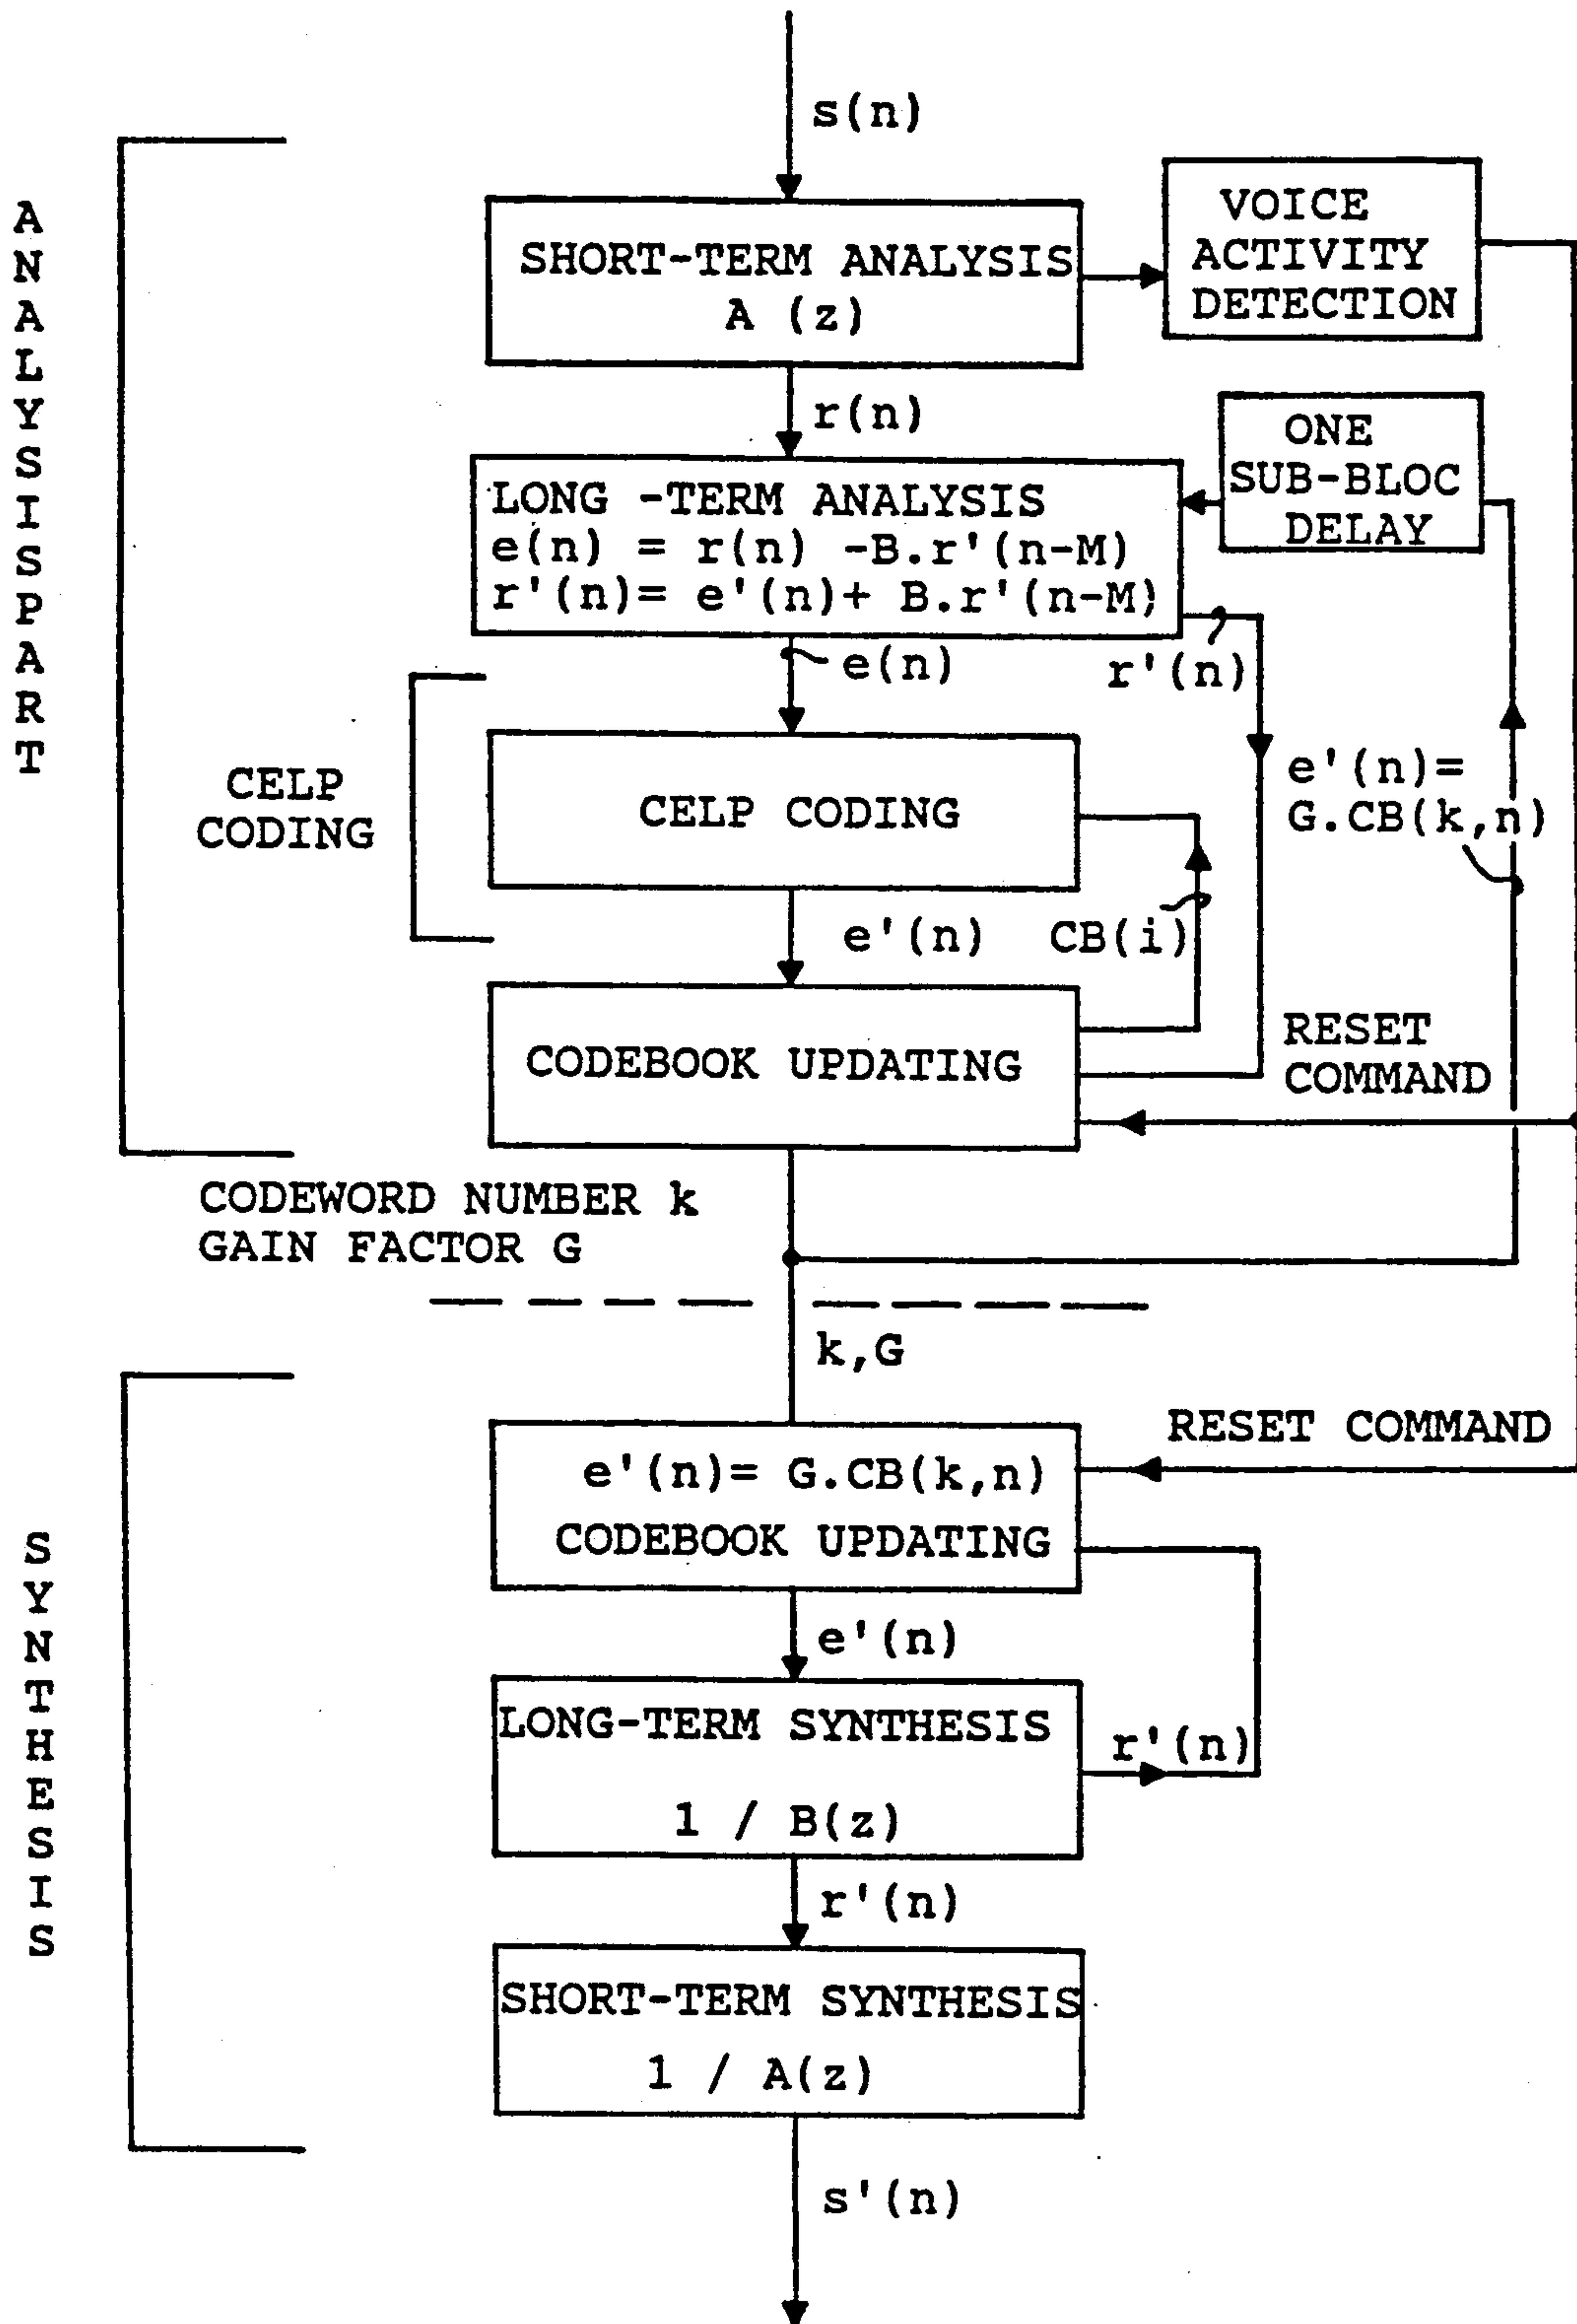 s(n)
ANALYSISPART
SHORT-TERM ANALYSIS
A (z)
VOICE
ACTIVITY
DETECTION
r(n)
ONE
SUB-BLOC
DELAY
LONG -TERM ANALYSIS
e(n) = r(n) -B.r'(n-M)
r'(n)= e'(n)+ B.r'(n-M)
e(n)
r'(n)
CELP
CODING
CELP CODING
e'(n)=
G.CB(k,n)
e'(n)
CB(i)
CODEBOOK UPDATING
RESET
COMMAND
CODEWORD NUMBER k
GAIN FACTOR G
k,G
RESET COMMAND
SYNTHESIS
e'(n)= G.CB(k,n)
CODEBOOK UPDATING
e'(n)
LONG-TERM SYNTHESIS
1 / B(z)
r'(n)
r'(n)
SHORT-TERM SYNTHESIS
1 / A(z)
s'(n)